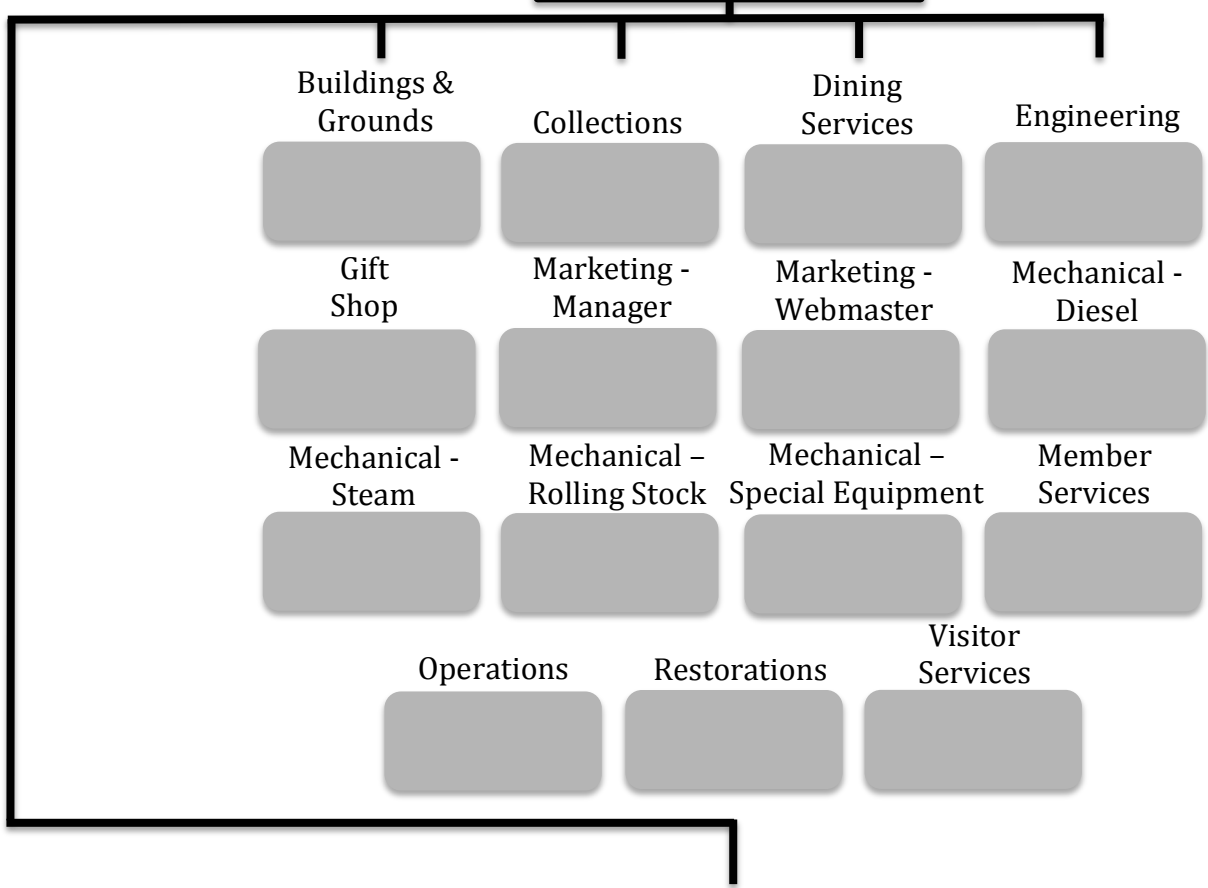 Buildings &
Grounds
Collections
Dining
Services
Engineering
Gift
Shop
Marketing -
Manager
Marketing -
Webmaster
Mechanical -
Diesel
Mechanical -
Steam
Mechanical –
Rolling Stock
Mechanical –
Special Equipment
Member
Services
Operations
Restorations
Visitor
Services